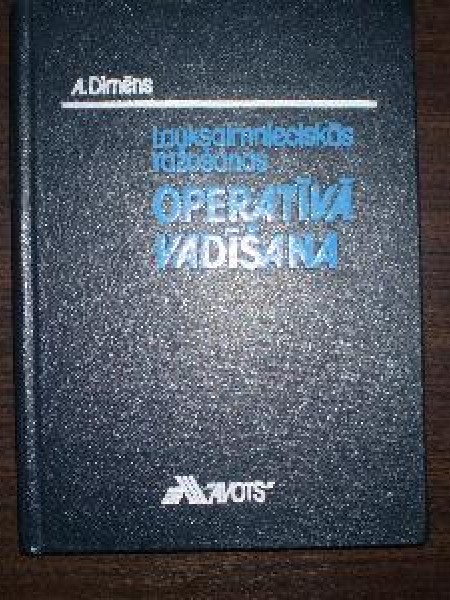 A. Dimēns
Lauksaimnieciskās
ražošanas
OPERATĪVĀ
VADĪŠANA
AVOTS